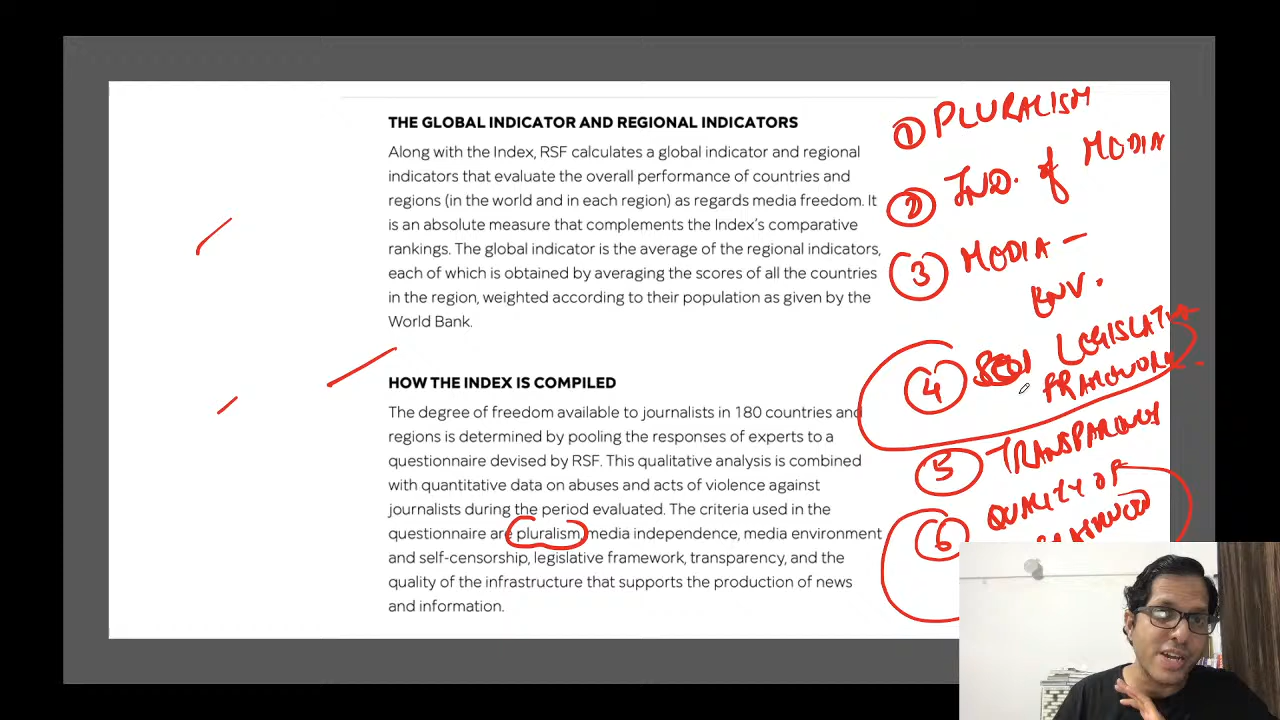 THE GLOBAL INDICATOR AND REGIONAL INDICATORS
Along with the Index, RSF calculates a global indicator and regional
indicators that evaluate the overall performance of countries and
regions (in the world and in each region) as regards media freedom. It
is an absolute measure that complements the Index's comparative
rankings. The global indicator is the average of the regional indicators,
each of which is obtained by averaging the scores of all the countries
in the region, weighted according to their population as given by the
World Bank.
HOW THE INDEX IS COMPILED
The degree of freedom available to journalists in 180 countries and
regions is determined by pooling the responses of experts to a
questionnaire devised by RSF. This qualitative analysis is combined
with quantitative data on abuses and acts of violence against
journalists during the period evaluated. The criteria used in the
questionnaire are pluralism, media independence, media environment
and self-censorship, legislative framework, transparency, and the
quality of the infrastructure that supports the production of news
and information.
1 PLURALISM
2 IND. of MEDIA
3 MEDIA -
ENV.
4 LEGISLATIVE
FRAMEWORK.
5 TRANSPARENCY
6 QUALITY OF